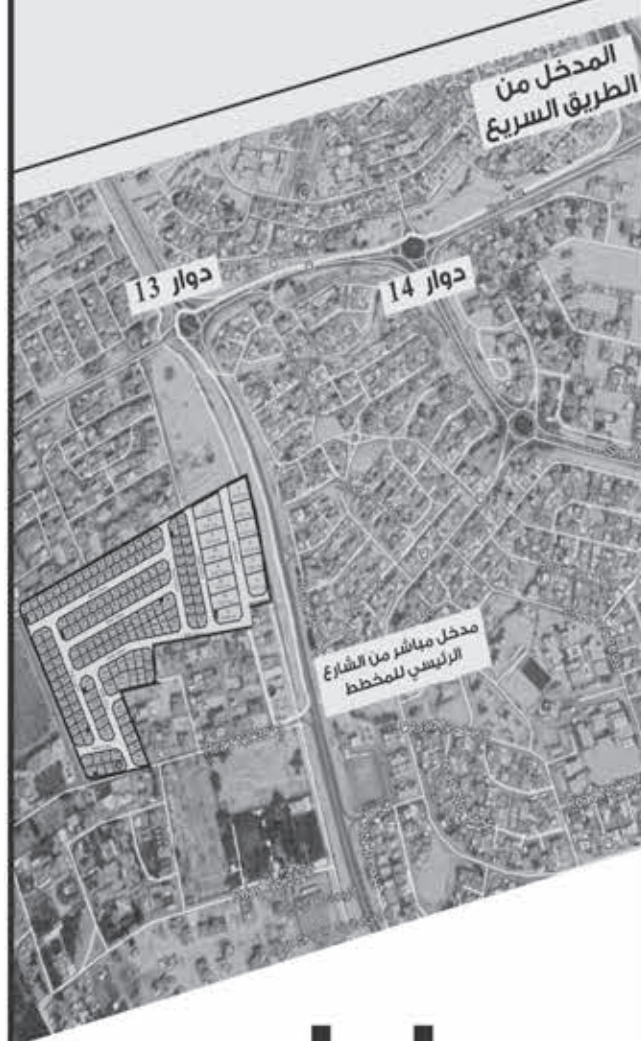 المدخل من
الطريق السريع
دوار 14
دوار 13
مدخل مباشر من الشارع
الرئيسي للمخطط